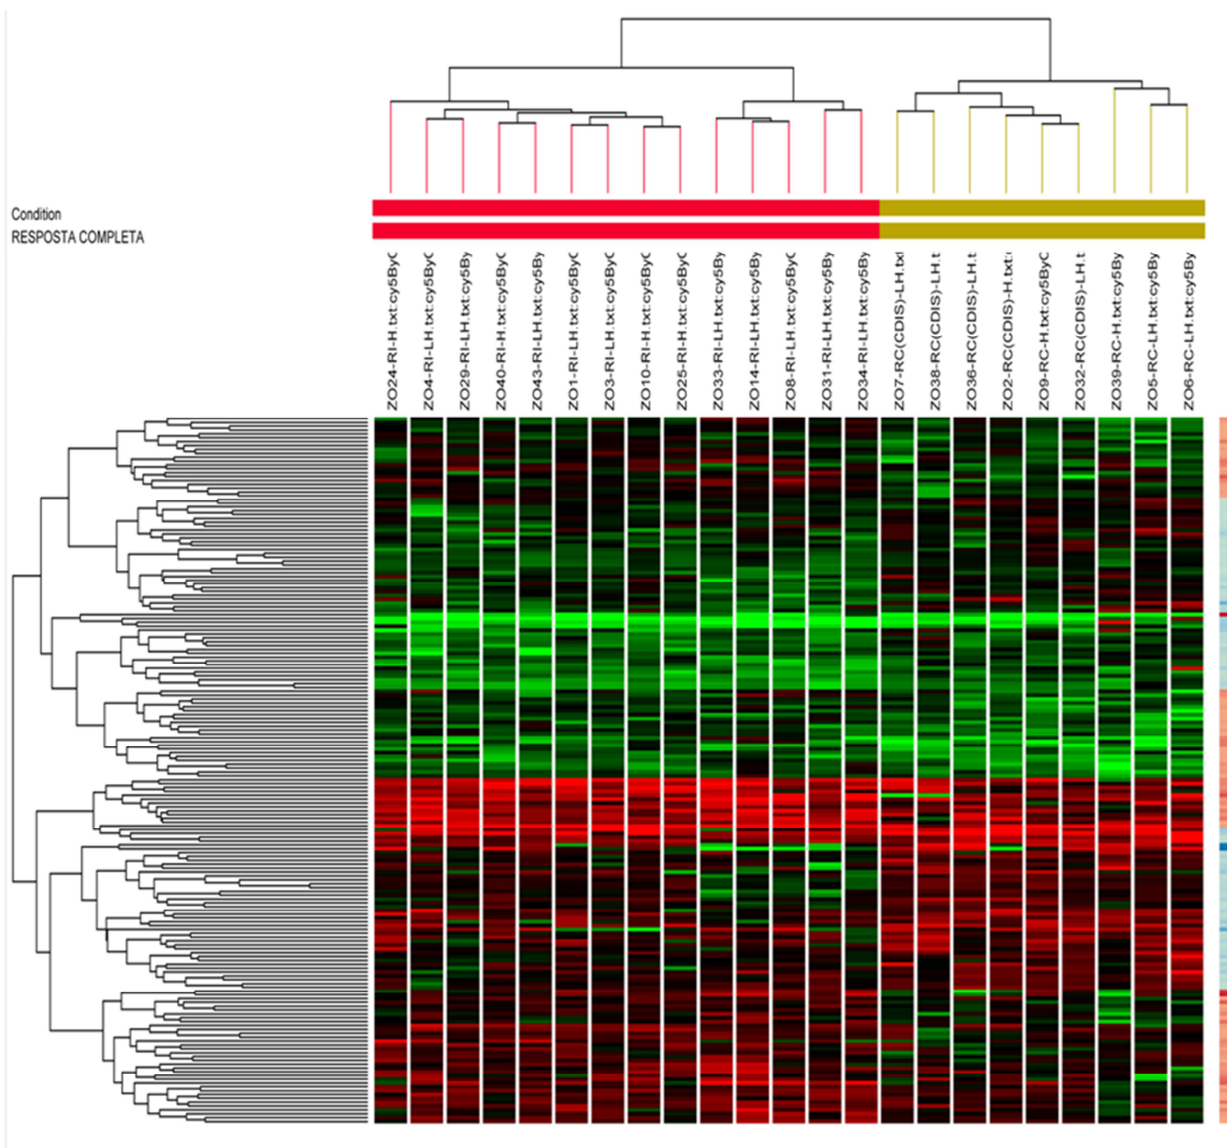 Condition
RESPOSTA COMPLETA
ZO24-RI-H.txt:cy5ByC
ZO4-RI-LH.txt:cy5ByC
ZO29-RI-LH.txt:cy5By
ZO40-RI-H.txt:cy5ByC
ZO43-RI-LH.txt:cy5By
ZO1-RI-LH.txt:cy5ByC
ZO3-RI-LH.txt:cy5ByC
ZO10-RI-H.txt:cy5ByC
ZO25-RI-H.txt:cy5ByC
ZO33-RI-LH.txt:cy5By
ZO14-RI-LH.txt:cy5By
ZO8-RI-LH.txt:cy5ByC
ZO31-RI-LH.txt:cy5By
ZO34-RI-LH.txt:cy5By
ZO7-RC(CDIS)-LH.txt
ZO38-RC(CDIS)-LH.t
ZO36-RC(CDIS)-LH.t
ZO2-RC(CDIS)-H.txt:
ZO9-RC-H.txt:cy5ByC
ZO32-RC(CDIS)-LH.t
ZO39-RC-H.txt:cy5By
ZO5-RC-LH.txt:cy5By
ZO6-RC-LH.txt:cy5By